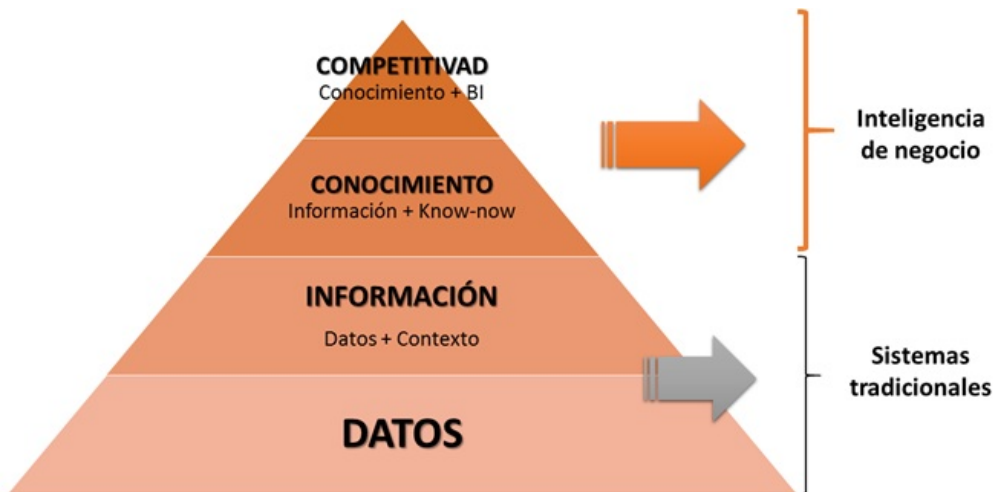 COMPETITIVAD
Conocimiento + BI
CONOCIMIENTO
Información + Know-now
INFORMACIÓN
Datos + Contexto
DATOS
Inteligencia
de negocio
Sistemas
tradicionales